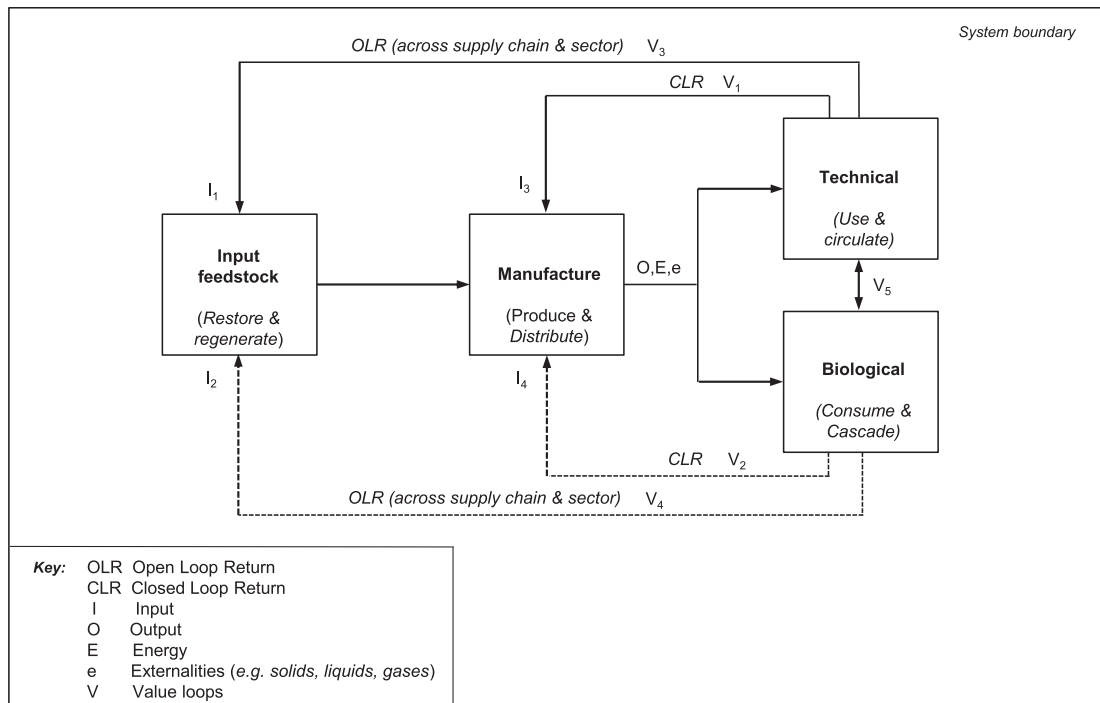 System boundary
OLR (across supply chain & sector) V₃
CLR V₁
I₁
I₃
Technical
(Use &
circulate)
Input
feedstock
(Restore &
regenerate)
Manufacture
(Produce &
Distribute)
O,E,e
V₅
I₂
I₄
Biological
(Consume &
Cascade)
CLR V₂
OLR (across supply chain & sector) V₄
Key: OLR Open Loop Return
CLR Closed Loop Return
I Input
O Output
E Energy
e Externalities (e.g. solids, liquids, gases)
V Value loops